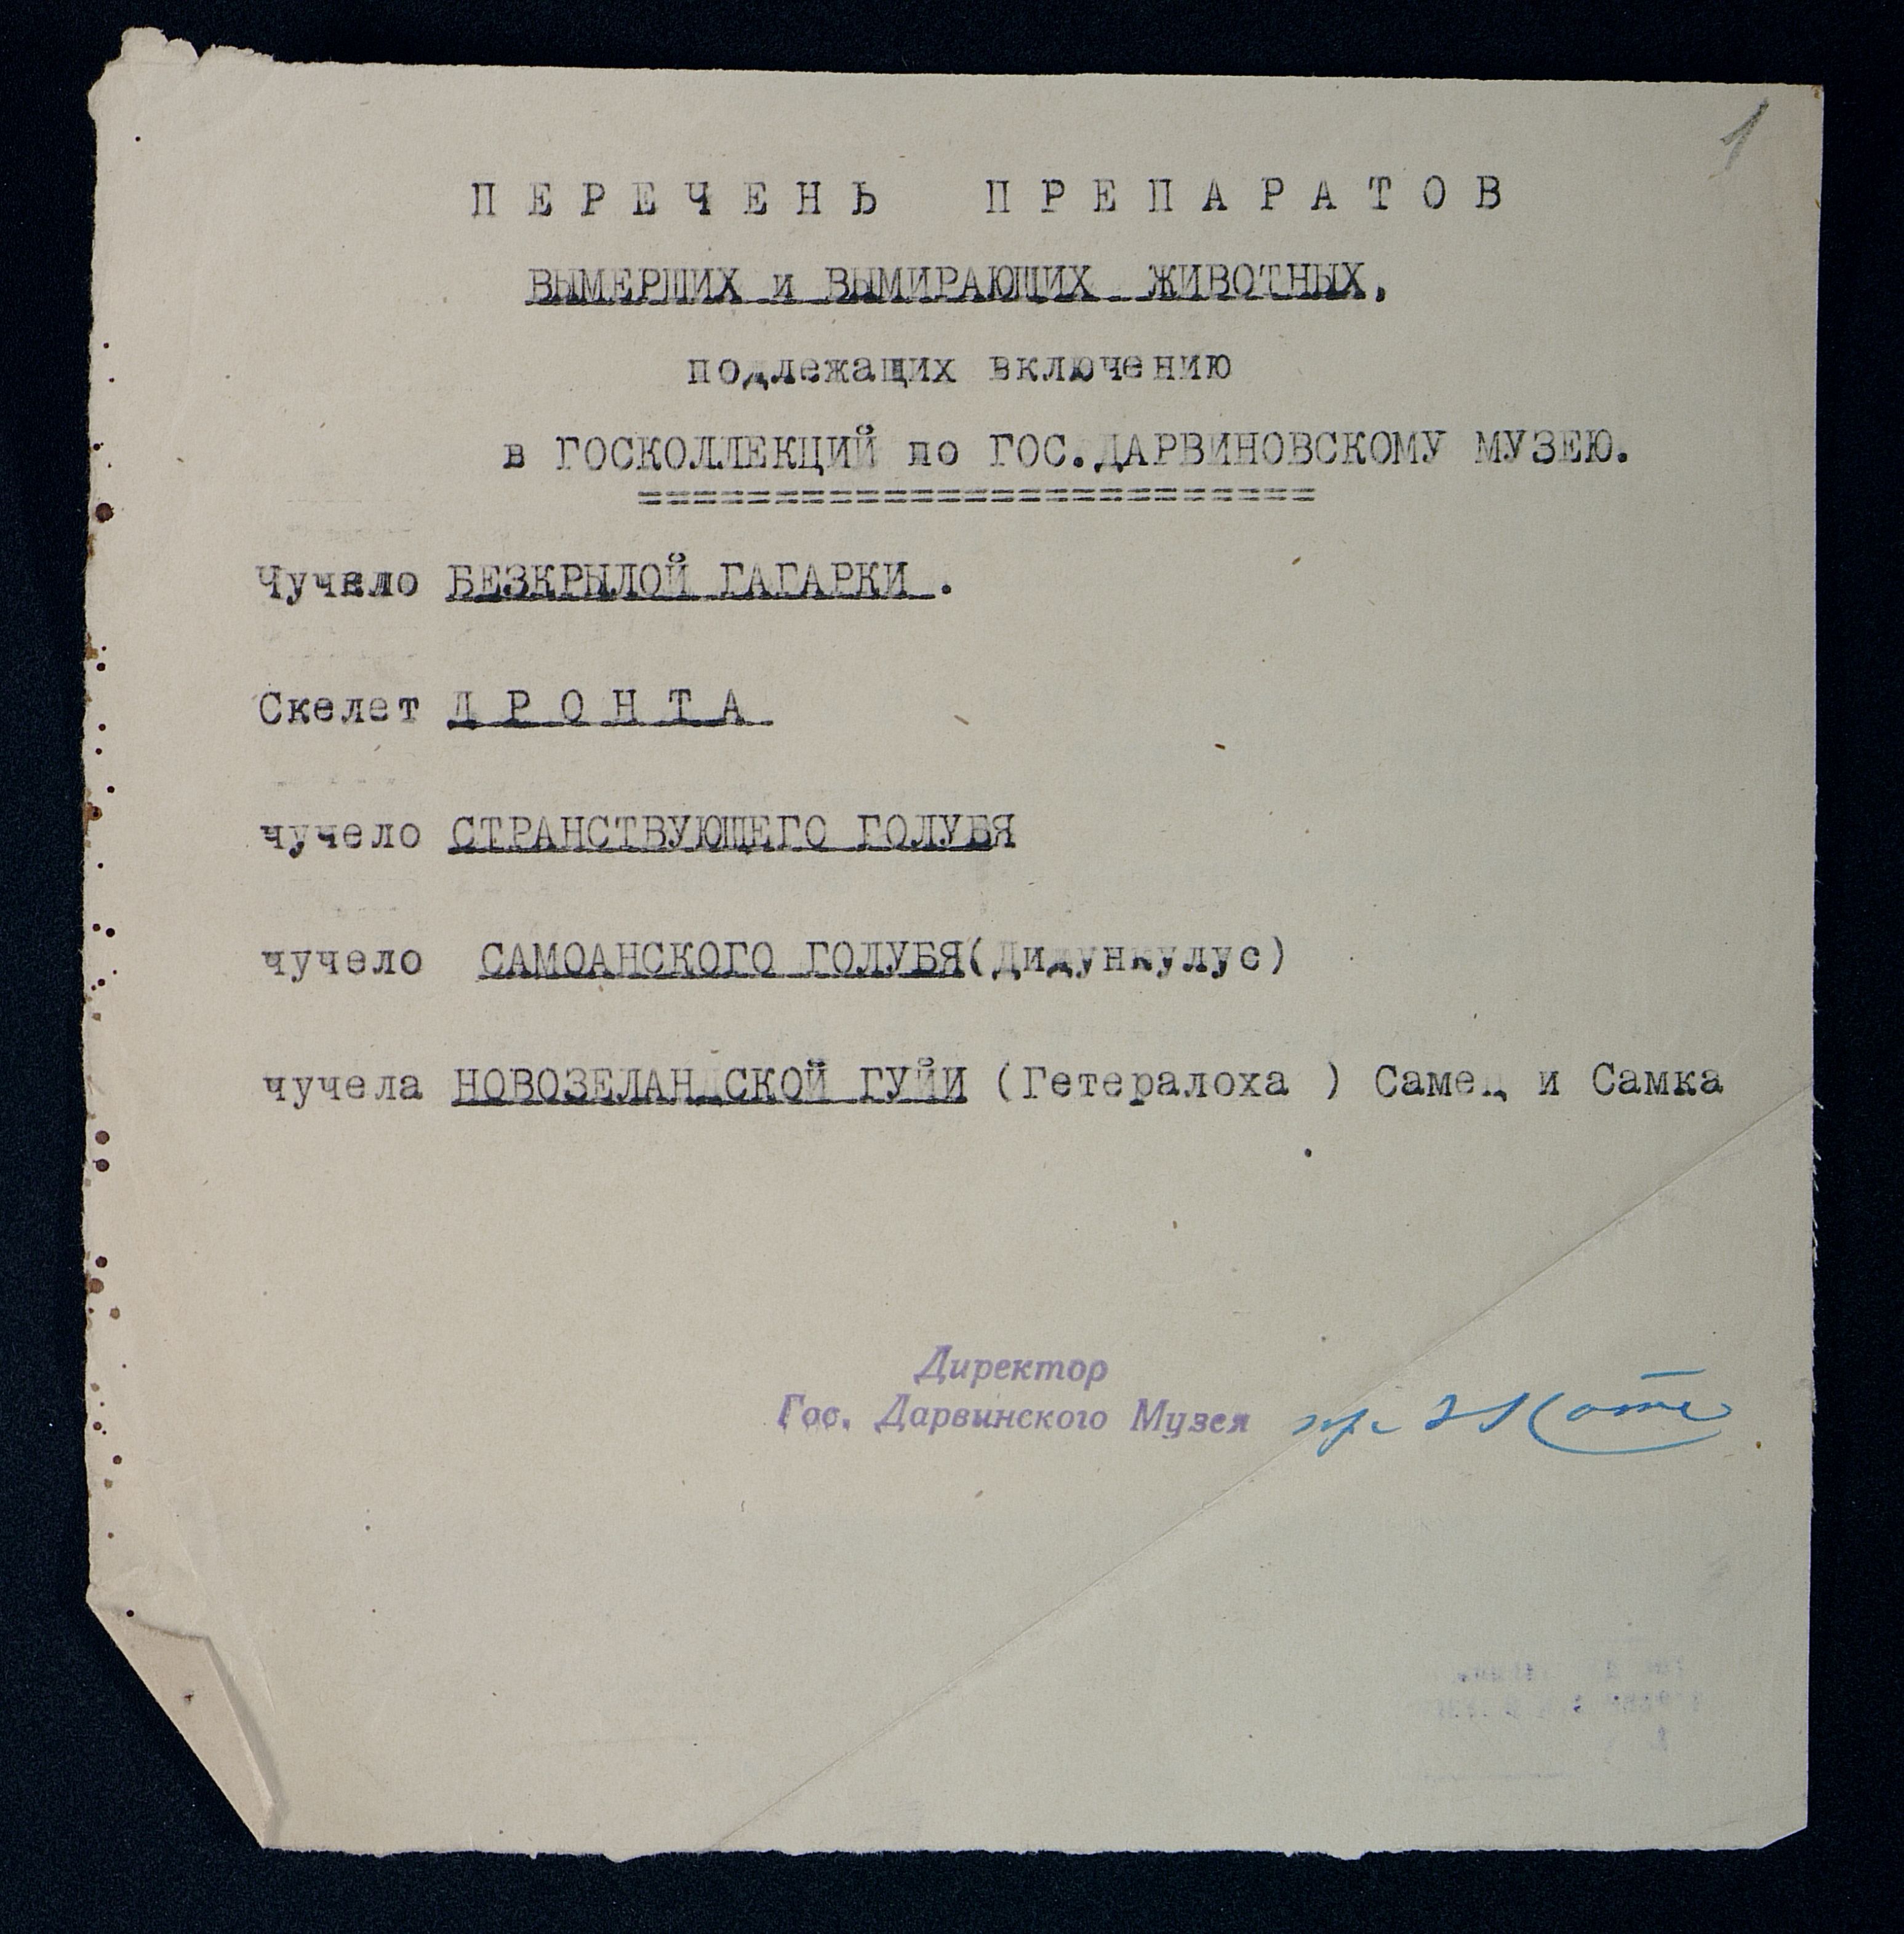 1
ПЕРЕЧЕНЬ ПРЕПАРАТОВ
ВЫМЕРШИХ и ВЫМИРАЮЩИХ ЖИВОТНЫХ,
подлежащих включению
в ГОСКОЛЛЕКЦИЙ по ГОС.ДАРВИНОВСКОМУ МУЗЕЮ.
==========================
Чучело БЕЗКРЫЛОЙ ГАГАРКИ .
Скелет ДРОНТА
чучело СТРАНСТВУЮЩЕГО ГОЛУБЯ
чучело САМОАНСКОГО ГОЛУБЯ(Дидункулус)
чучела НОВОЗЕЛАНДСКОЙ ГУЙИ (Гетералоха ) Самец и Самка
Директор
Гос. Дарвинского Музея